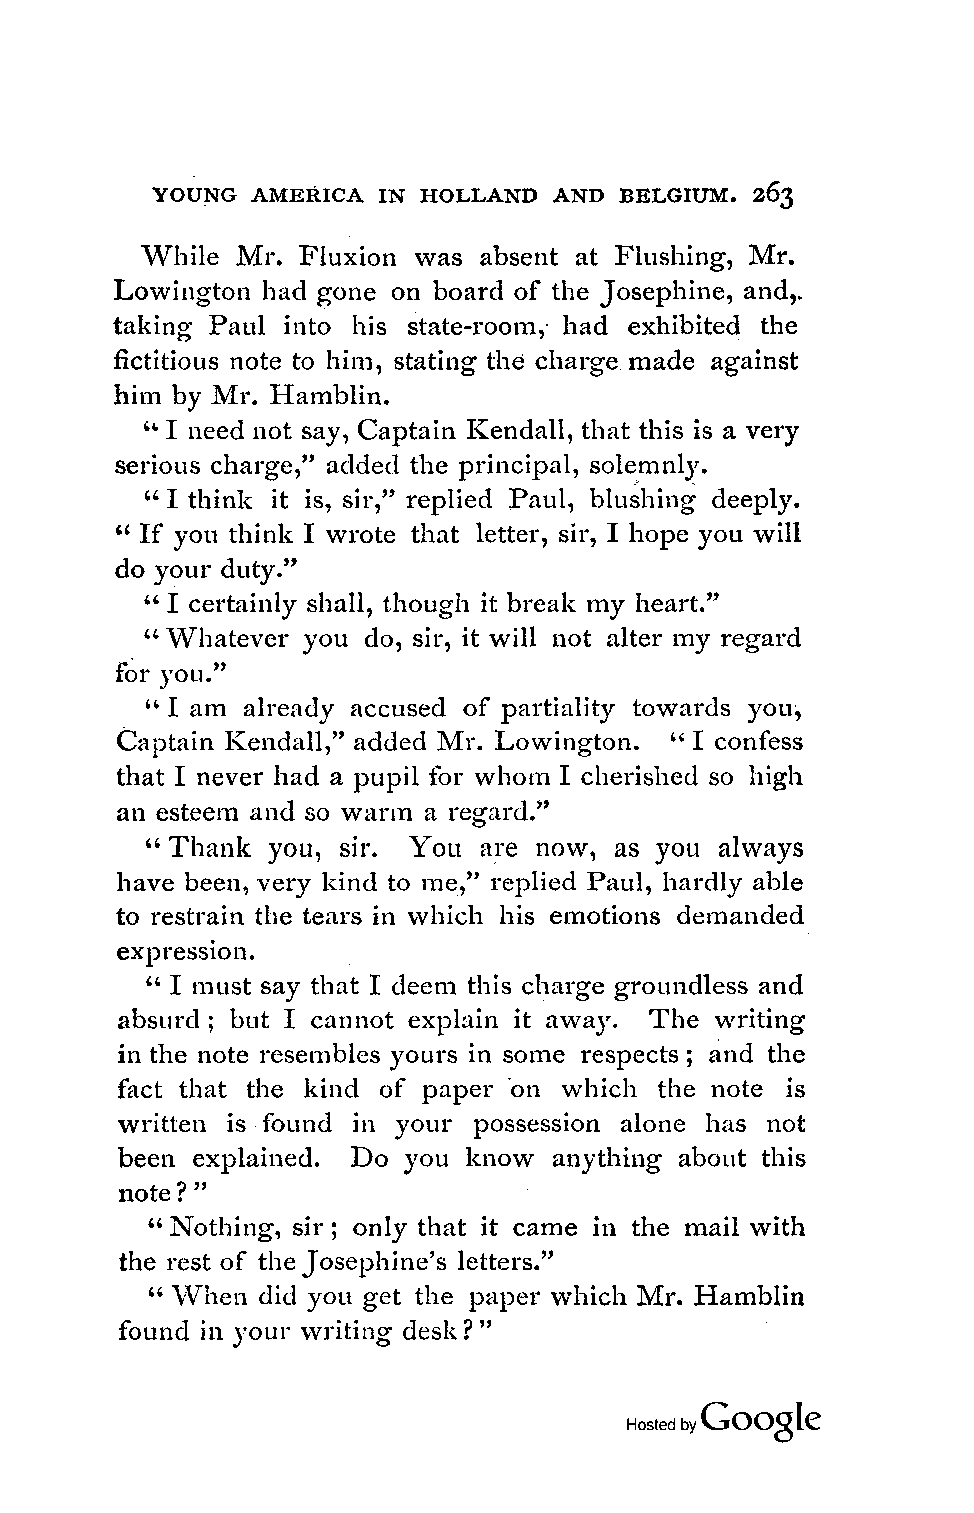 YOUNG AMERICA IN HOLLAND AND BELGIUM. 263
While Mr. Fluxion was absent at Flushing, Mr.
Lowington had gone on board of the Josephine, and,.
taking Paul into his state-room, had exhibited the
fictitious note to him, stating the charge made against
him by Mr. Hamblin.
“I need not say, Captain Kendall, that this is a very
serious charge,” added the principal, solemnly.
“I think it is, sir,” replied Paul, blushing deeply.
“If you think I wrote that letter, sir, I hope you will
do your duty.”
“I certainly shall, though it break my heart.”
“Whatever you do, sir, it will not alter my regard
for you.”
“I am already accused of partiality towards you,
Captain Kendall,” added Mr. Lowington. “I confess
that I never had a pupil for whom I cherished so high
an esteem and so warm a regard.”
“Thank you, sir. You are now, as you always
have been, very kind to me,” replied Paul, hardly able
to restrain the tears in which his emotions demanded
expression.
“I must say that I deem this charge groundless and
absurd; but I cannot explain it away. The writing
in the note resembles yours in some respects; and the
fact that the kind of paper on which the note is
written is found in your possession alone has not
been explained. Do you know anything about this
note?”
“Nothing, sir; only that it came in the mail with
the rest of the Josephine’s letters.”
“When did you get the paper which Mr. Hamblin
found in your writing desk?”
Hosted by Google